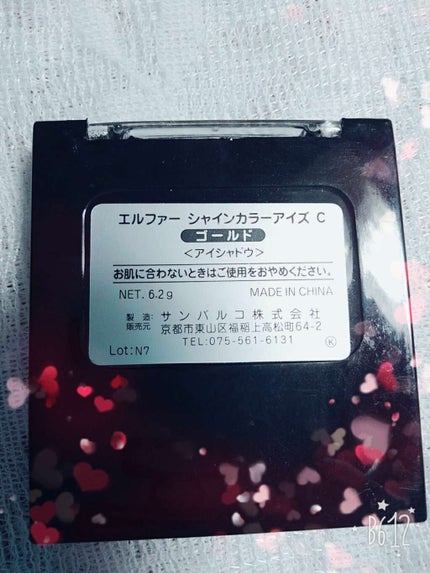 エルファー シャインカラーアイズ C
ゴールド
<アイシャドウ>
お肌に合わないときはご使用をおやめください。
NET. 6.2g MADE IN CHINA
製造販売元:サンパルコ株式会社
京都市東山区福稲上高松町64-2
TEL:075-561-6131
Lot:N7 Ⓚ
B612